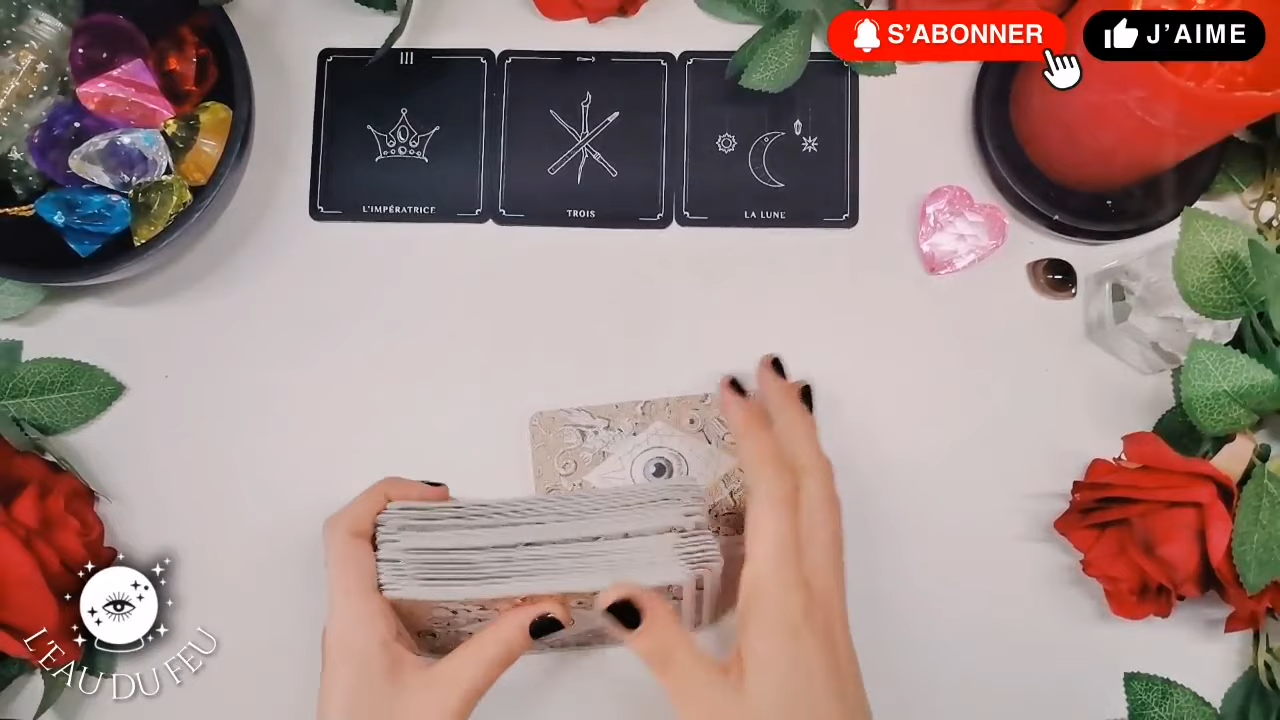 S'ABONNER
J'AIME
III
L'IMPÉRATRICE
TROIS
LA LUNE
L'EAU DU FEU